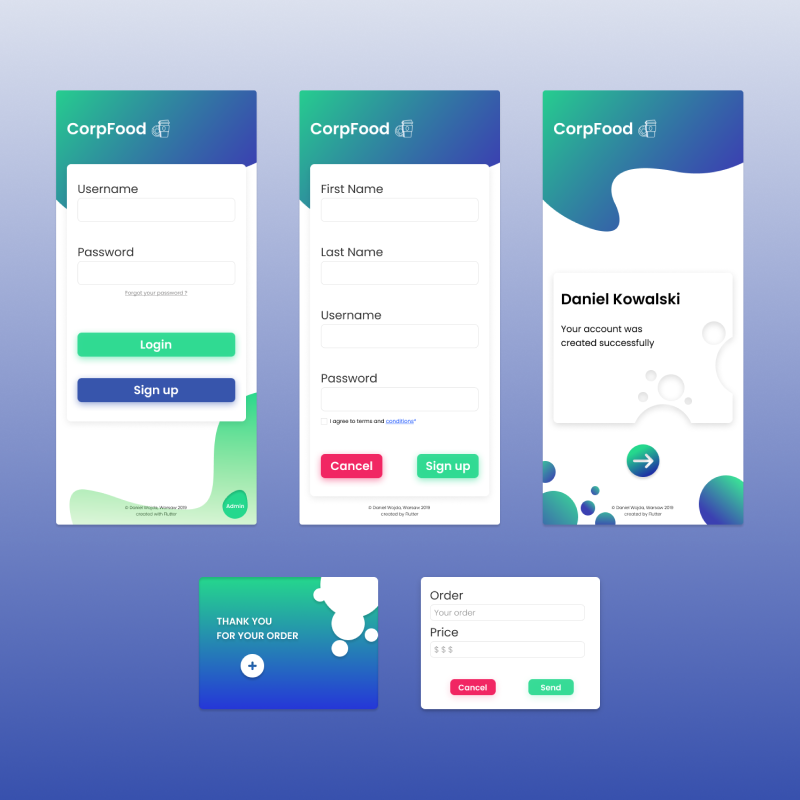 CorpFood
Username
Password
Forgot your password ?
Login
Sign up
© Daniel Wojda, Warsaw 2019
created with Flutter
Admin
CorpFood
First Name
Last Name
Username
Password
I agree to terms and conditions*
Cancel
Sign up
© Daniel Wojda, Warsaw 2019
created by Flutter
CorpFood
Daniel Kowalski
Your account was
created successfully
© Daniel Wojda, Warsaw 2019
created by Flutter
THANK YOU
FOR YOUR ORDER
Order
Your order
Price
$ $ $
Cancel
Send